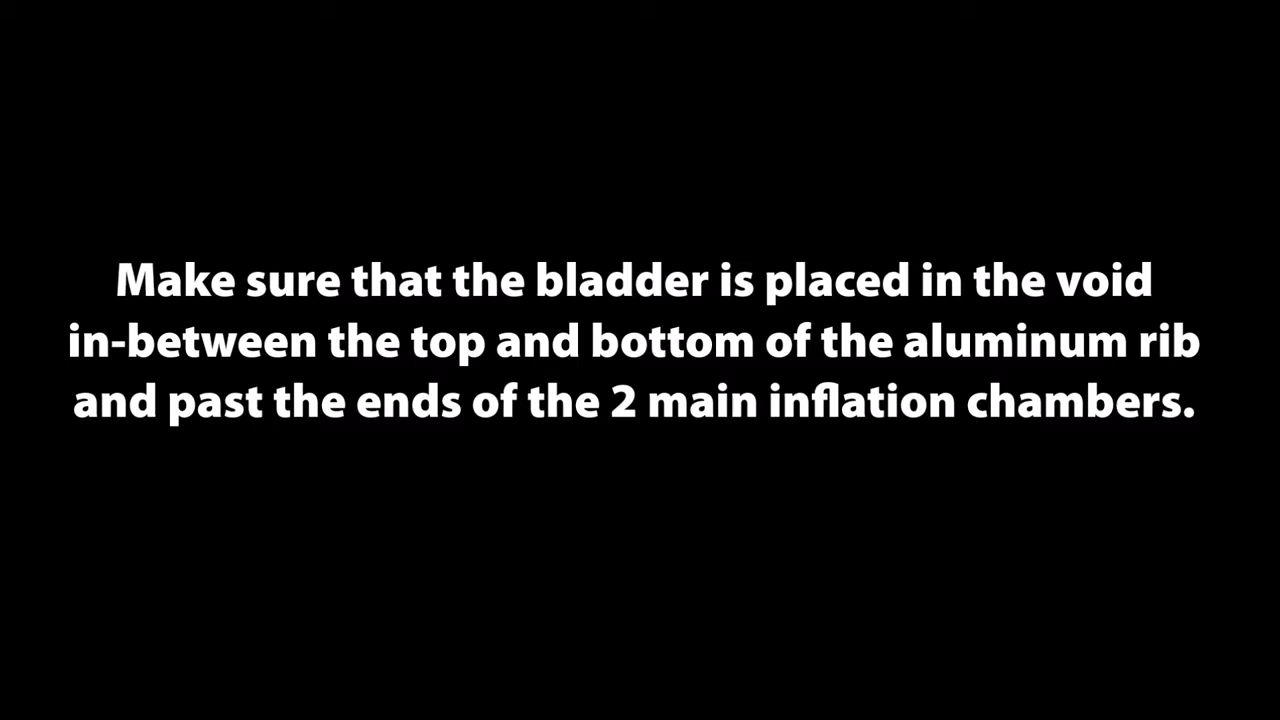 Make sure that the bladder is placed in the void
in-between the top and bottom of the aluminum rib
and past the ends of the 2 main inflation chambers.